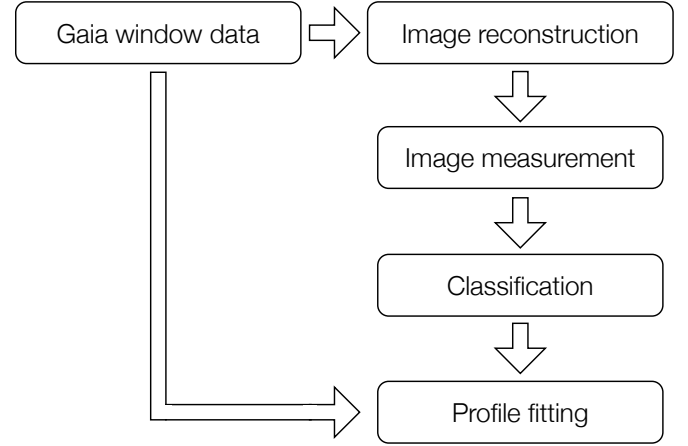 Gaia window data
Image reconstruction
Image measurement
Classification
Profile fitting